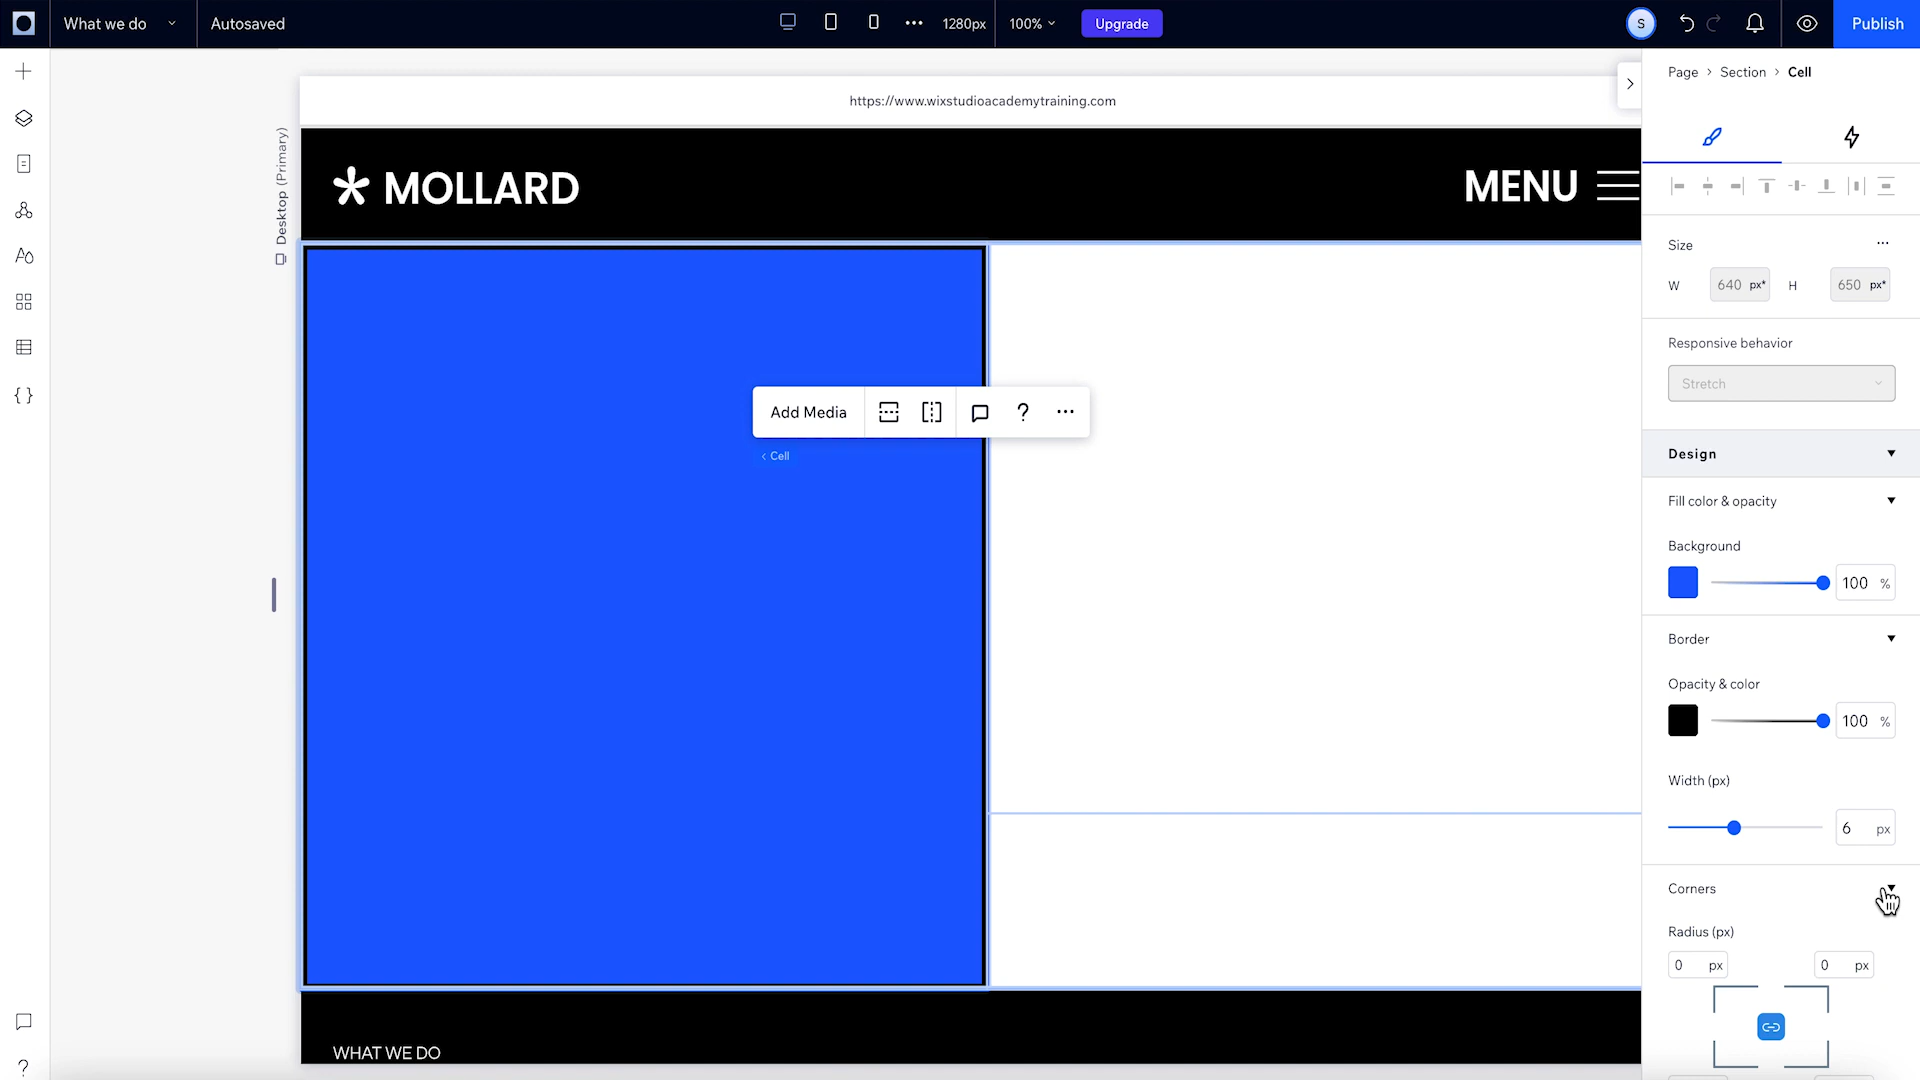 What we do
Autosaved
1280px
100%
Upgrade
S
Publish
Page > Section > Cell
https://www.wixstudioacademytraining.com
Desktop (Primary)
MOLLARD
MENU
Size
W 640 px* H 650 px*
Responsive behavior
Stretch
Add Media
?
< Cell
Design
Fill color & opacity
Background
100 %
Border
Opacity & color
100 %
Width (px)
6 px
Corners
Radius (px)
0 px 0 px
WHAT WE DO
?